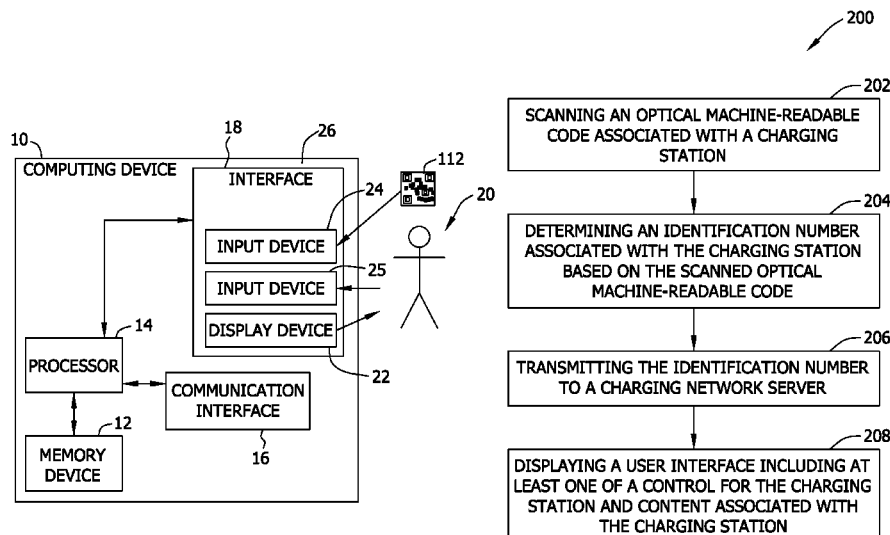 10
COMPUTING DEVICE
18
26
INTERFACE
24
INPUT DEVICE
25
INPUT DEVICE
DISPLAY DEVICE
22
14
PROCESSOR
COMMUNICATION
INTERFACE
16
12
MEMORY
DEVICE
112
20
200
202
SCANNING AN OPTICAL MACHINE-READABLE
CODE ASSOCIATED WITH A CHARGING
STATION
204
DETERMINING AN IDENTIFICATION NUMBER
ASSOCIATED WITH THE CHARGING STATION
BASED ON THE SCANNED OPTICAL
MACHINE-READABLE CODE
206
TRANSMITTING THE IDENTIFICATION NUMBER
TO A CHARGING NETWORK SERVER
208
DISPLAYING A USER INTERFACE INCLUDING AT
LEAST ONE OF A CONTROL FOR THE CHARGING
STATION AND CONTENT ASSOCIATED WITH
THE CHARGING STATION